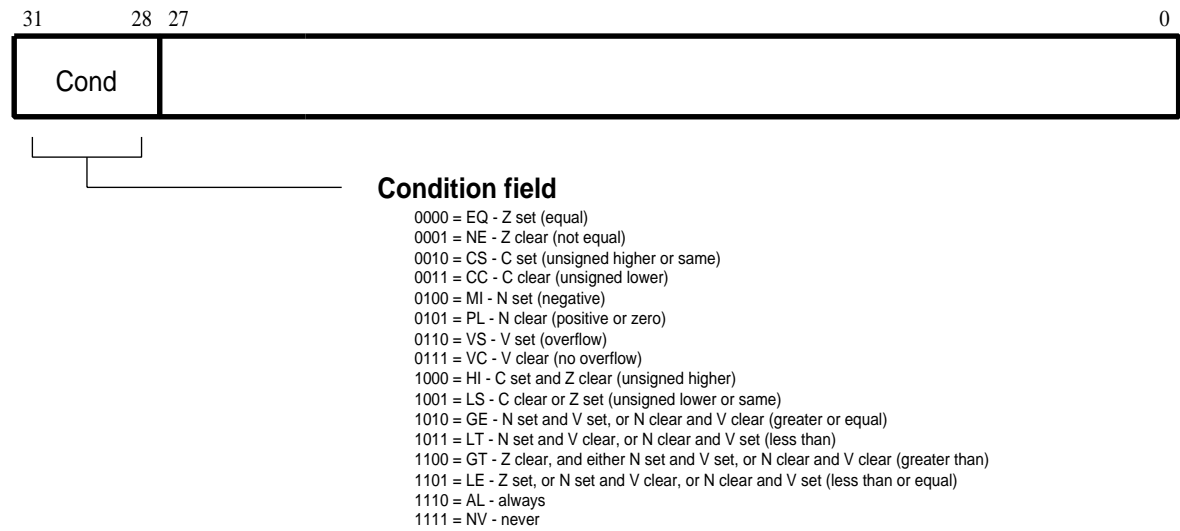 31 28 27 0
Cond
Condition field
0000 = EQ - Z set (equal)
0001 = NE - Z clear (not equal)
0010 = CS - C set (unsigned higher or same)
0011 = CC - C clear (unsigned lower)
0100 = MI - N set (negative)
0101 = PL - N clear (positive or zero)
0110 = VS - V set (overflow)
0111 = VC - V clear (no overflow)
1000 = HI - C set and Z clear (unsigned higher)
1001 = LS - C clear or Z set (unsigned lower or same)
1010 = GE - N set and V set, or N clear and V clear (greater or equal)
1011 = LT - N set and V clear, or N clear and V set (less than)
1100 = GT - Z clear, and either N set and V set, or N clear and V clear (greater than)
1101 = LE - Z set, or N set and V clear, or N clear and V set (less than or equal)
1110 = AL - always
1111 = NV - never